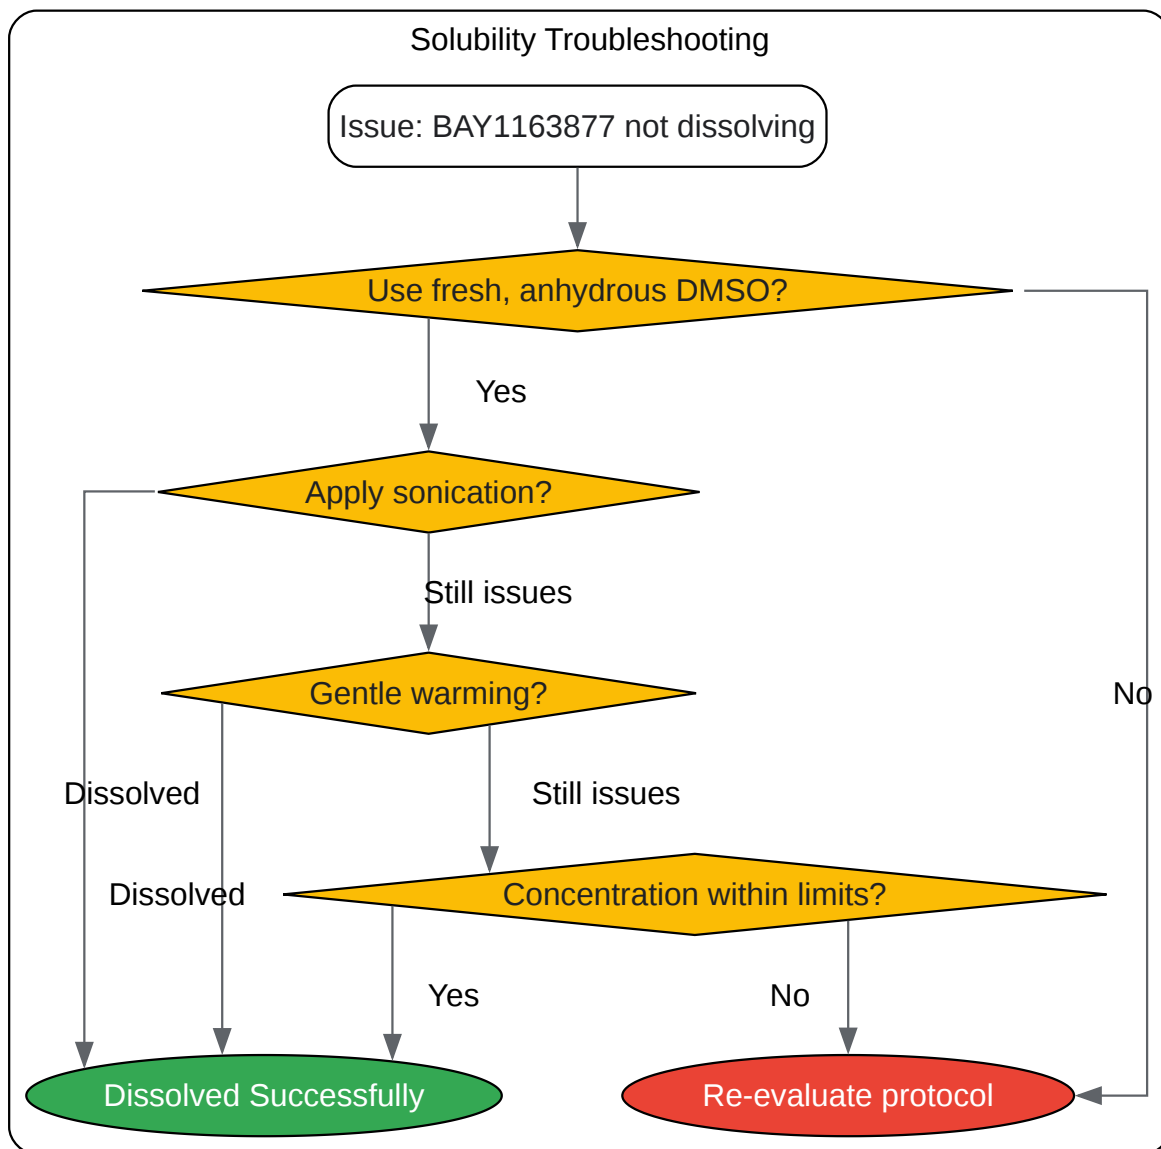 Solubility Troubleshooting
Issue: BAY1163877 not dissolving
Use fresh, anhydrous DMSO?
Yes
Apply sonication?
Still issues
Gentle warming?
No
Dissolved
Still issues
Dissolved
Concentration within limits?
Yes
No
Dissolved Successfully
Re-evaluate protocol